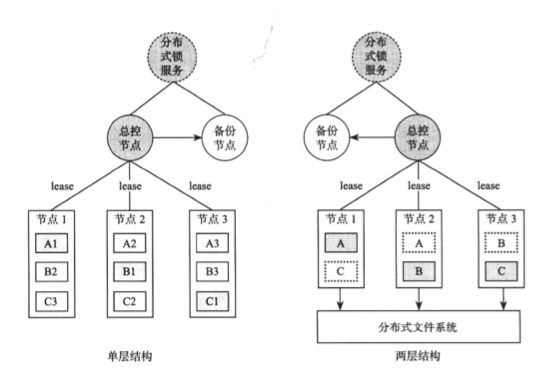 分布
式锁
服务
总控
节点
备份
节点
lease
lease
lease
节点 1
A1
B2
C3
节点 2
A2
B1
C2
节点 3
A3
B3
C1
单层结构
分布
式锁
服务
备份
节点
总控
节点
lease
lease
lease
节点 1
A
C
节点 2
A
B
节点 3
B
C
分布式文件系统
两层结构